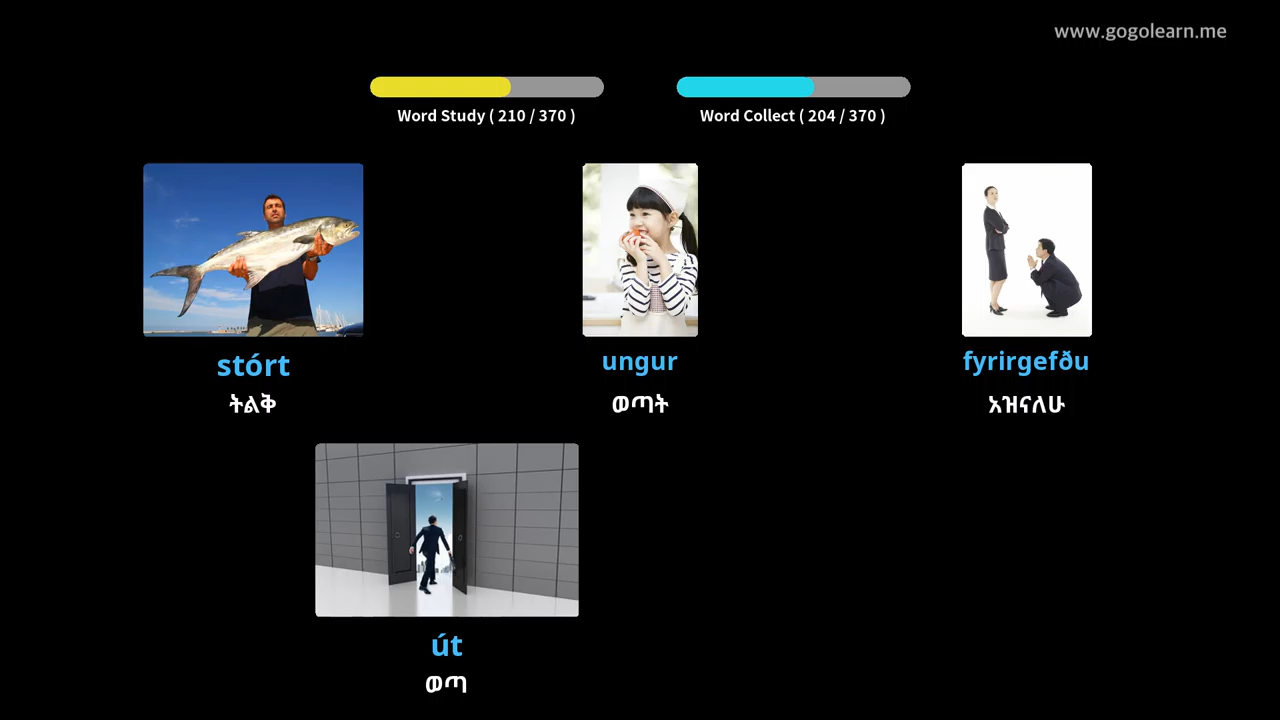 www.gogolearn.me
Word Study ( 210 / 370 )
Word Collect ( 204 / 370 )
stórt
ungur
fyrirgefðu
ትልቅ
ወጣት
አዝናለሁ
út
ወጣ